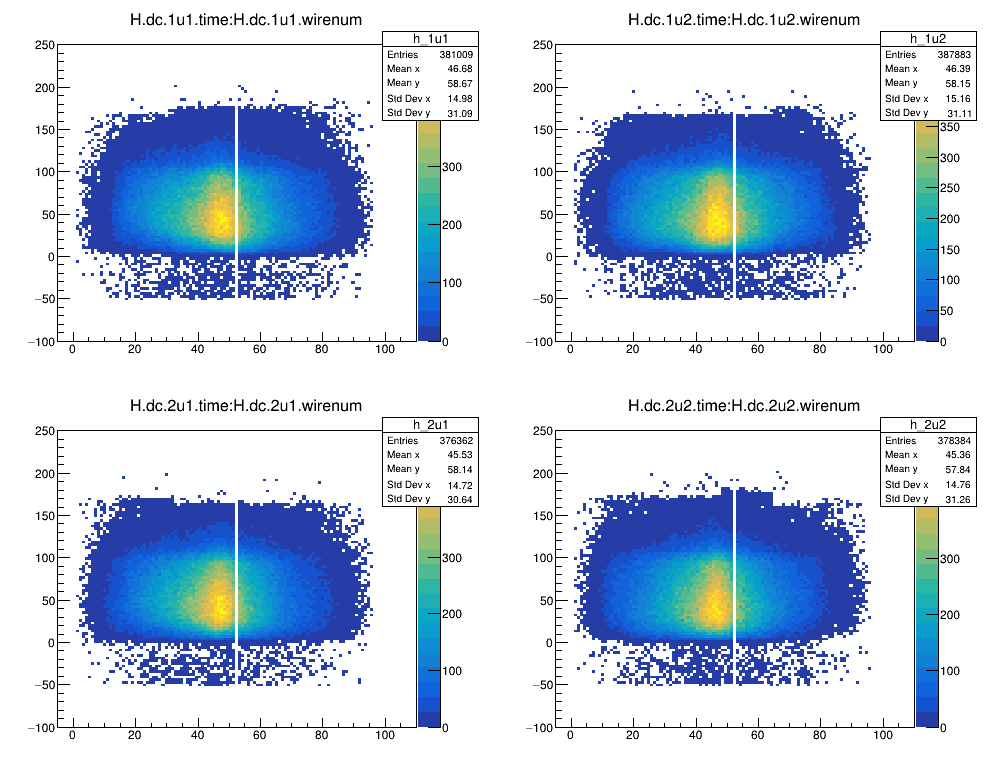 H.dc.1u1.time:H.dc.1u1.wirenum
h_1u1
Entries 381009
Mean x 46.68
Mean y 58.67
Std Dev x 14.98
Std Dev y 31.09
250
200
150
100
50
0
−50
−100
0 20 40 60 80 100
300
200
100
0
H.dc.1u2.time:H.dc.1u2.wirenum
h_1u2
Entries 387883
Mean x 46.39
Mean y 58.15
Std Dev x 15.16
Std Dev y 31.11
250
200
150
100
50
0
−50
−100
0 20 40 60 80 100
350
300
250
200
150
100
50
0
H.dc.2u1.time:H.dc.2u1.wirenum
h_2u1
Entries 376362
Mean x 45.53
Mean y 58.14
Std Dev x 14.72
Std Dev y 30.64
250
200
150
100
50
0
−50
−100
0 20 40 60 80 100
300
200
100
0
H.dc.2u2.time:H.dc.2u2.wirenum
h_2u2
Entries 378384
Mean x 45.36
Mean y 57.84
Std Dev x 14.76
Std Dev y 31.26
250
200
150
100
50
0
−50
−100
0 20 40 60 80 100
300
200
100
0